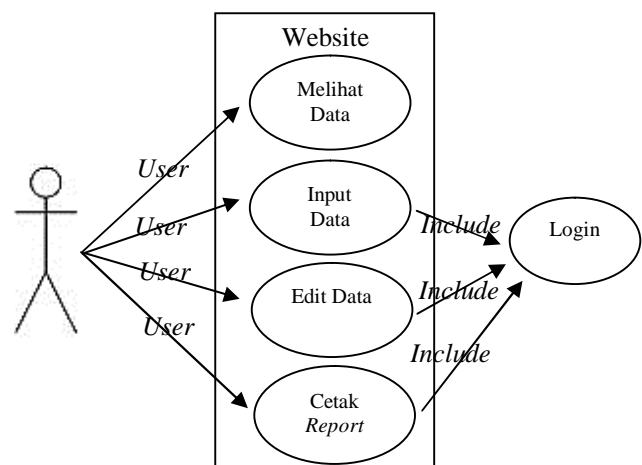 Website
Melihat
Data
User
Input
Data
User
Include
Login
User
Edit Data
Include
User
Include
Cetak
Report